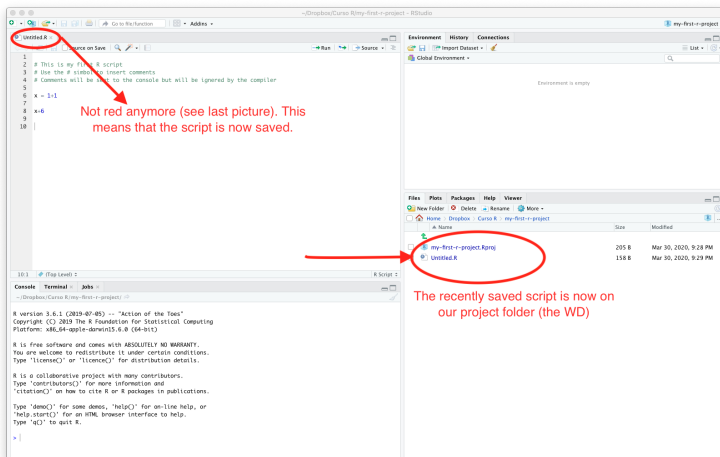 ~/Dropbox/Curso R/my-first-r-project - RStudio
Go to file/function
Addins
my-first-r-project
Untitled.R
Source on Save
Run
Source
1
2 # This is my first R script
3 # Use the # simbol to insert comments
4 # Comments will be sent to the console but will be ignered by the compiler
5
6 x = 1+1
7
8 x+6
9
10
Not red anymore (see last picture). This
means that the script is now saved.
10:1 (Top Level) R Script
Console Terminal Jobs
~/Dropbox/Curso R/my-first-r-project/
R version 3.6.1 (2019-07-05) -- "Action of the Toes"
Copyright (C) 2019 The R Foundation for Statistical Computing
Platform: x86_64-apple-darwin15.6.0 (64-bit)
R is free software and comes with ABSOLUTELY NO WARRANTY.
You are welcome to redistribute it under certain conditions.
Type 'license()' or 'licence()' for distribution details.
R is a collaborative project with many contributors.
Type 'contributors()' for more information and
'citation()' on how to cite R or R packages in publications.
Type 'demo()' for some demos, 'help()' for on-line help, or
'help.start()' for an HTML browser interface to help.
Type 'q()' to quit R.
>
Environment History Connections
Import Dataset
List
Global Environment
Environment is empty
Files Plots Packages Help Viewer
New Folder Delete Rename More
Home Dropbox Curso R my-first-r-project
Name Size Modified
..
my-first-r-project.Rproj 205 B Mar 30, 2020, 9:28 PM
Untitled.R 158 B Mar 30, 2020, 9:29 PM
The recently saved script is now on
our project folder (the WD)